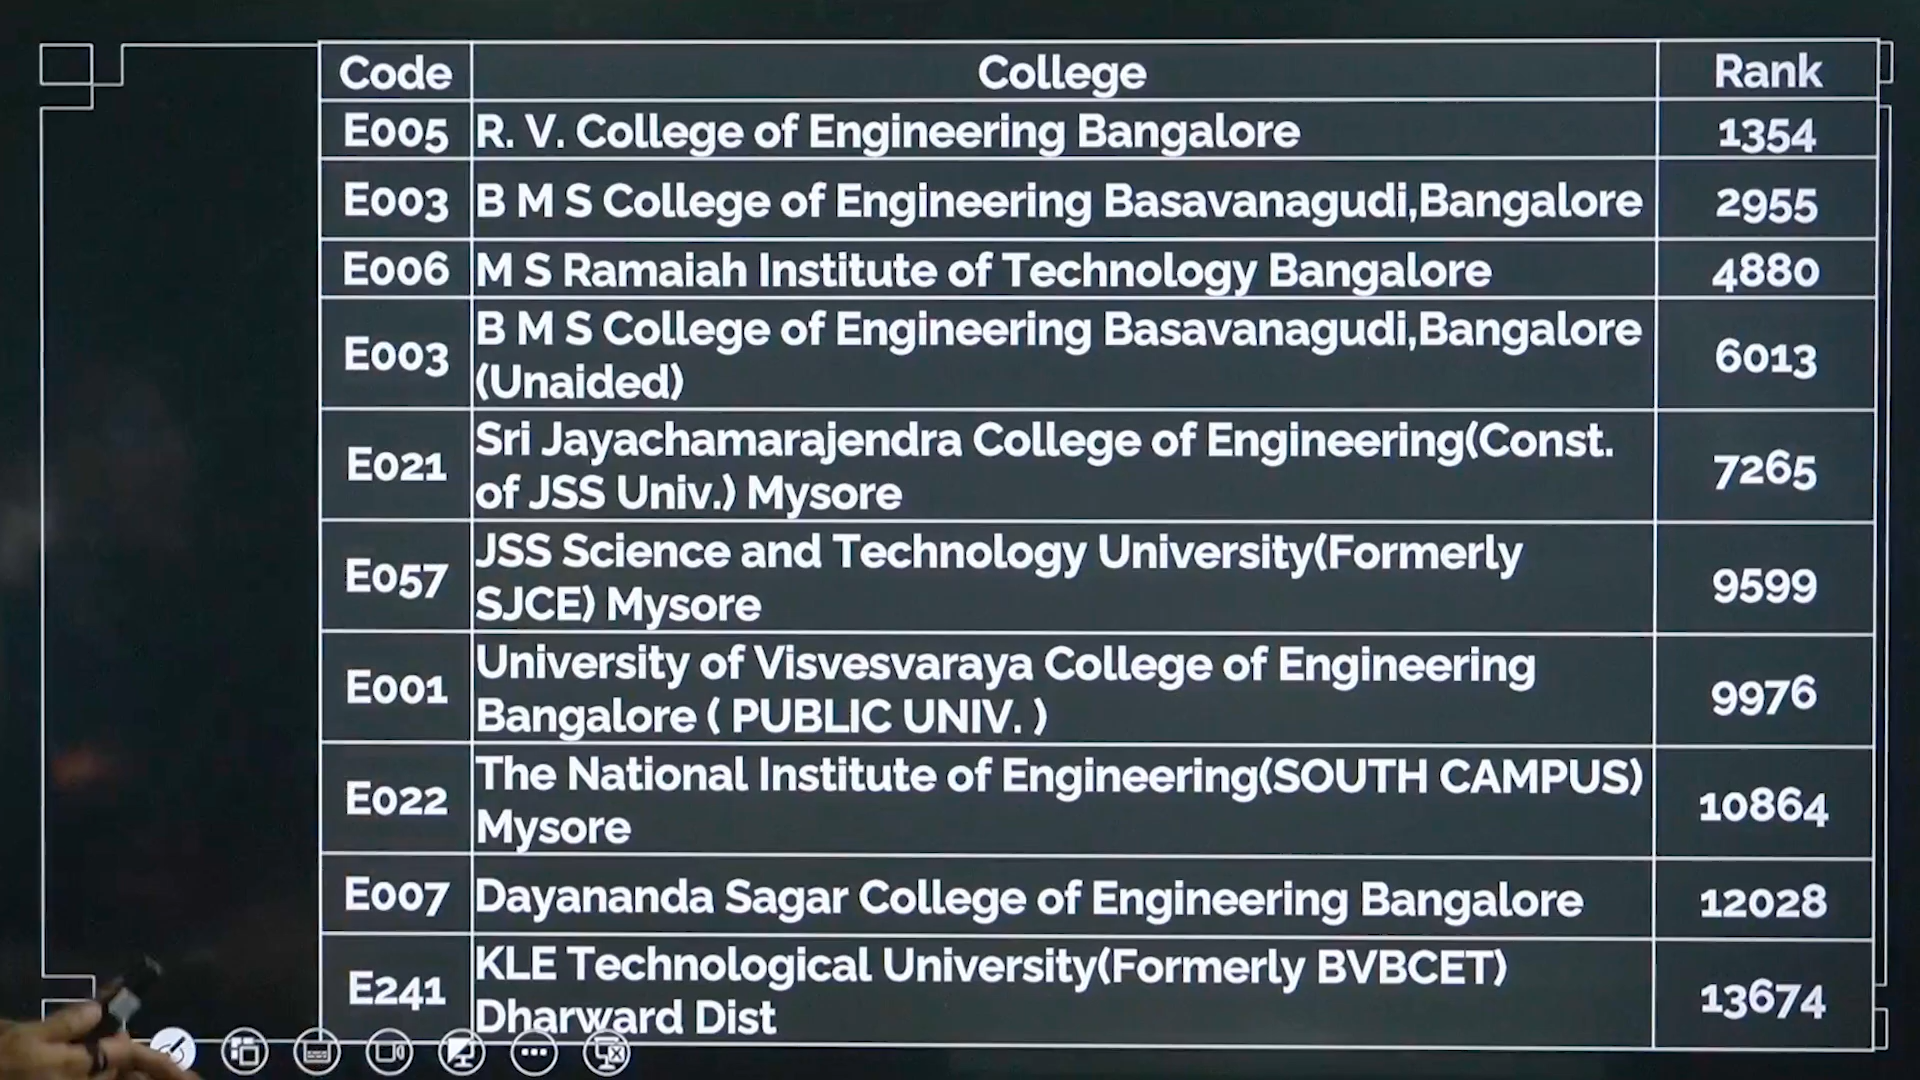 Code College Rank
E005 R. V. College of Engineering Bangalore 1354
E003 B M S College of Engineering Basavanagudi,Bangalore 2955
E006 M S Ramaiah Institute of Technology Bangalore 4880
E003 B M S College of Engineering Basavanagudi,Bangalore
(Unaided) 6013
E021 Sri Jayachamarajendra College of Engineering(Const.
of JSS Univ.) Mysore 7265
E057 JSS Science and Technology University(Formerly
SJCE) Mysore 9599
E001 University of Visvesvaraya College of Engineering
Bangalore ( PUBLIC UNIV. ) 9976
E022 The National Institute of Engineering(SOUTH CAMPUS)
Mysore 10864
E007 Dayananda Sagar College of Engineering Bangalore 12028
E241 KLE Technological University(Formerly BVBCET)
Dharward Dist 13674